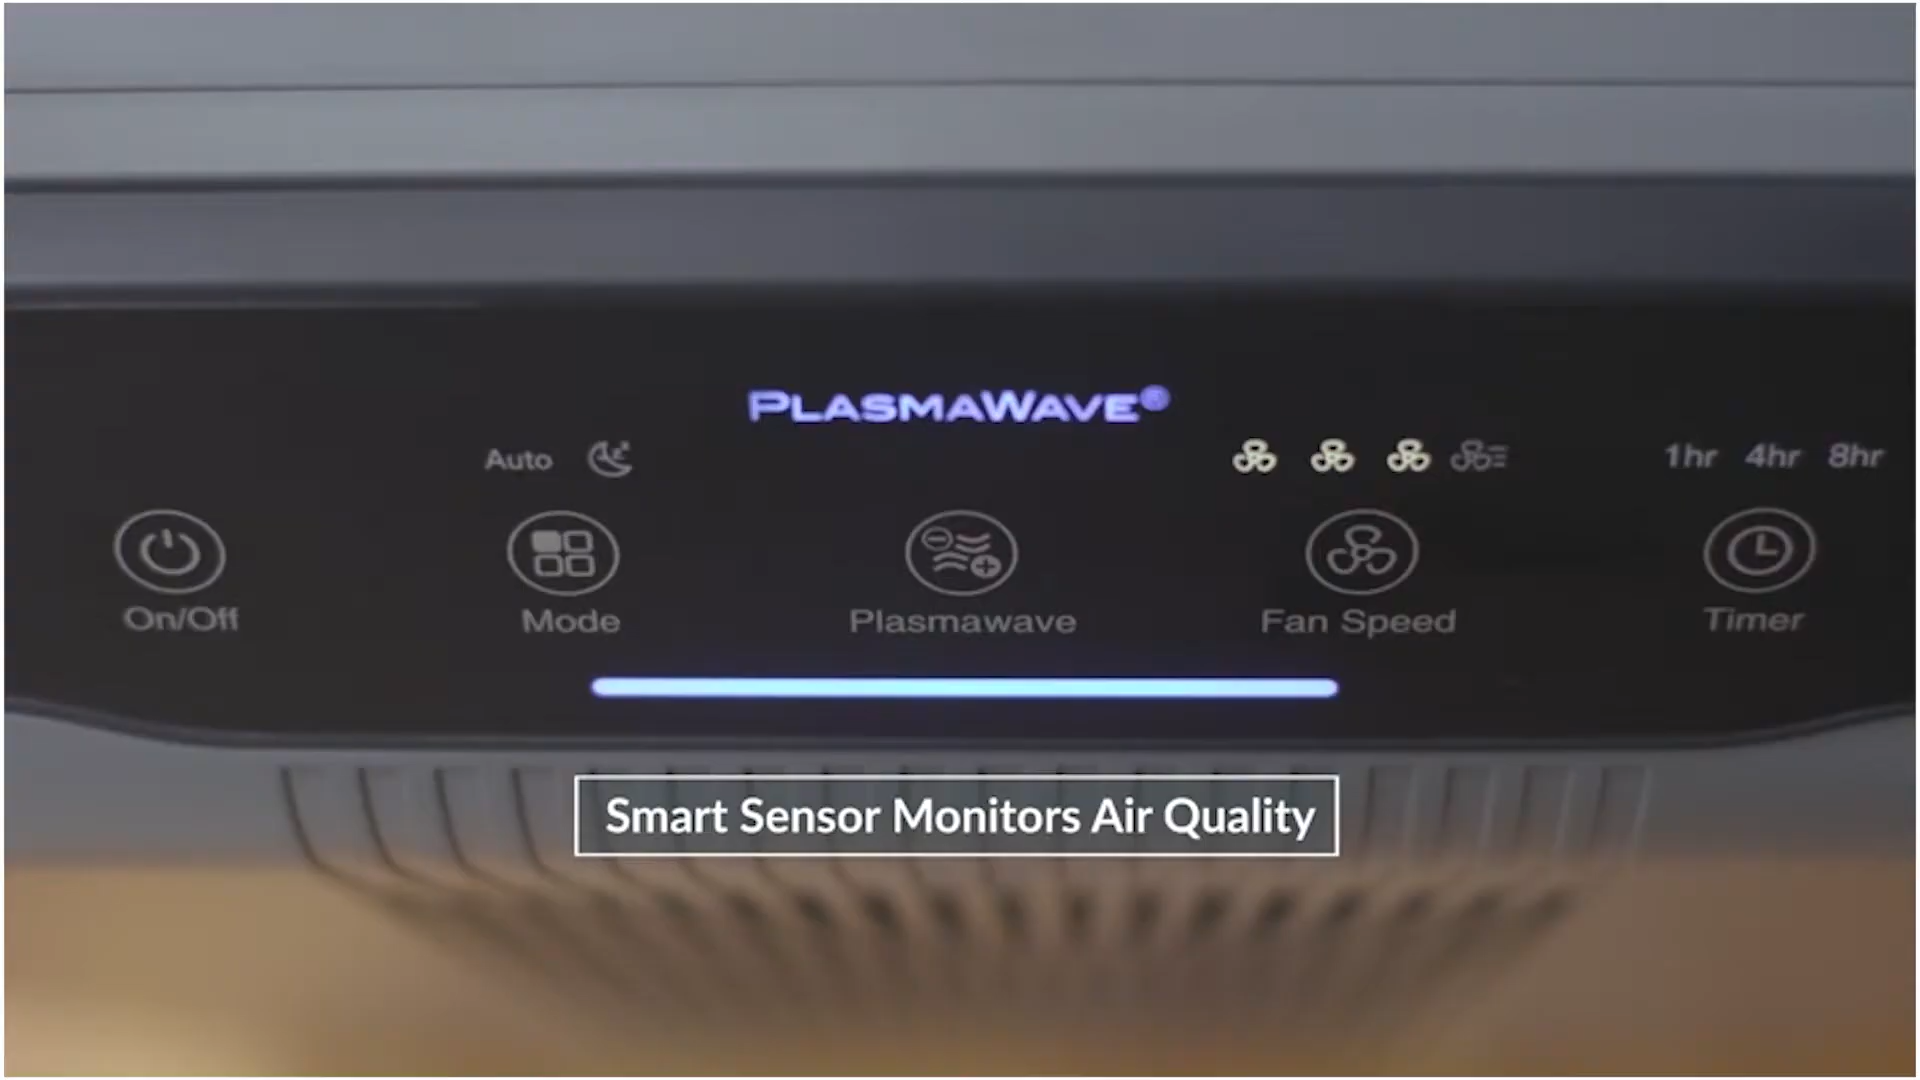 PLASMAWAVE®
Auto
1hr 4hr 8hr
On/Off
Mode
Plasmawave
Fan Speed
Timer
Smart Sensor Monitors Air Quality